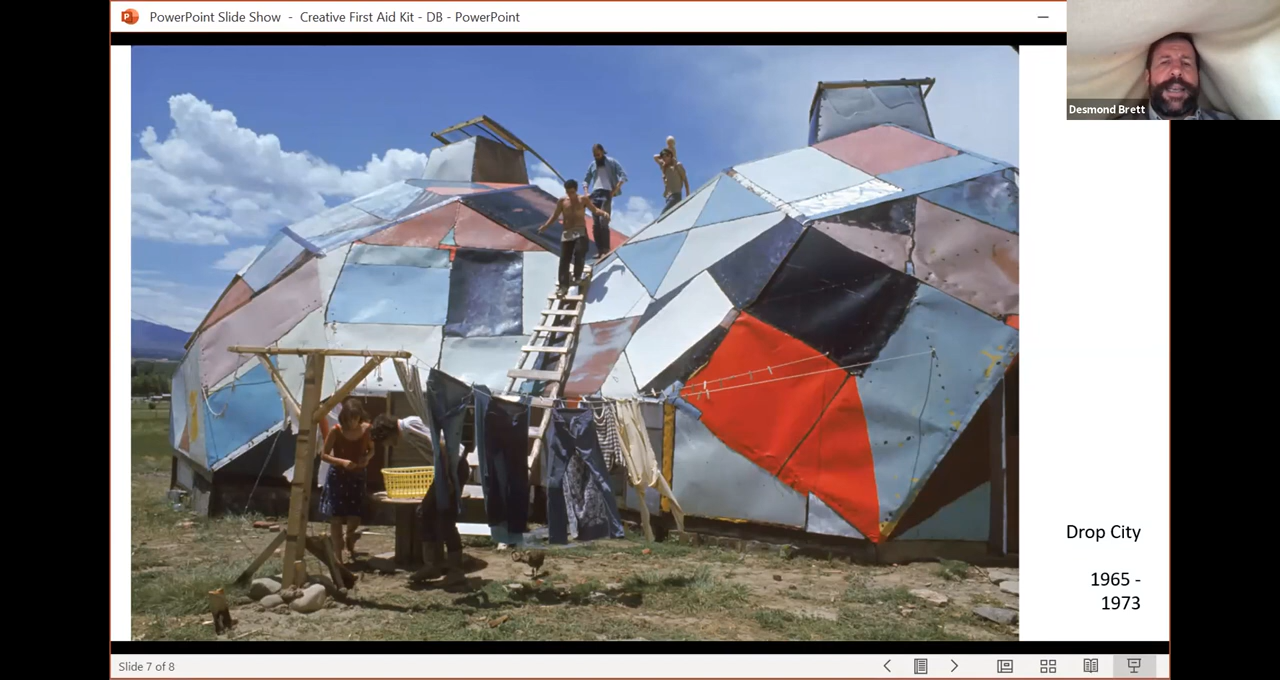 PowerPoint Slide Show - Creative First Aid Kit - DB - PowerPoint
Desmond Brett
Drop City
1965 -
1973
Slide 7 of 8